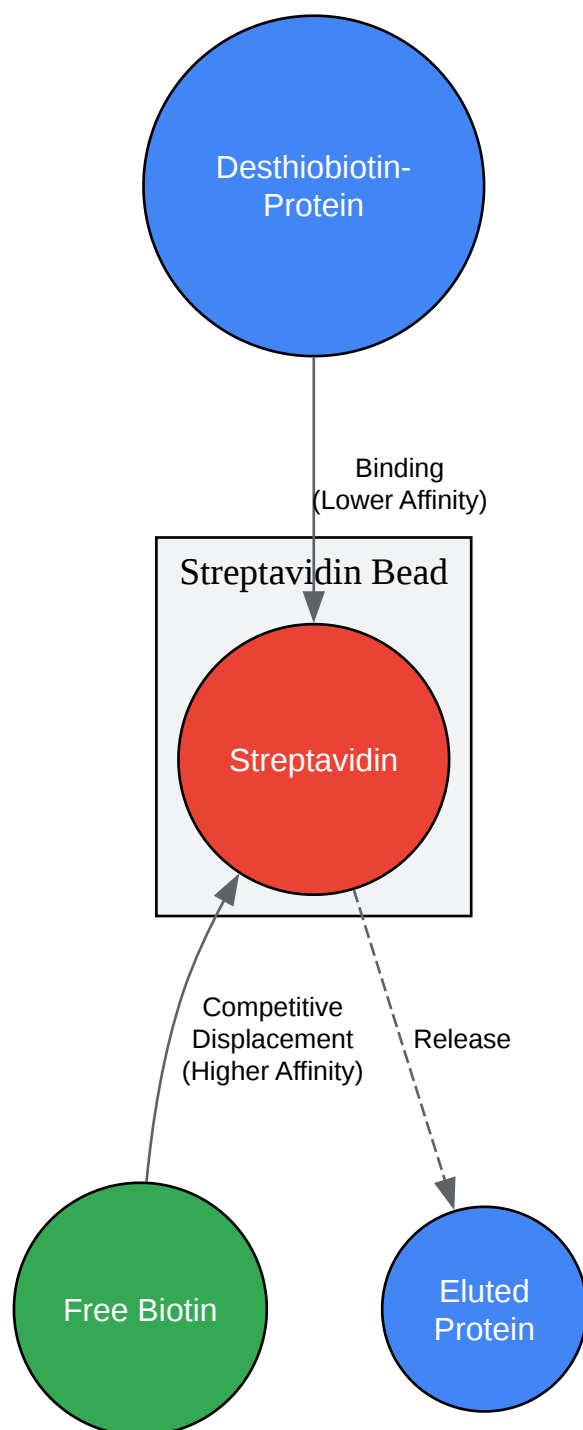 Desthiobiotin-
Protein
Binding
(Lower Affinity)
Streptavidin Bead
Streptavidin
Competitive
Displacement
(Higher Affinity)
Release
Free Biotin
Eluted
Protein